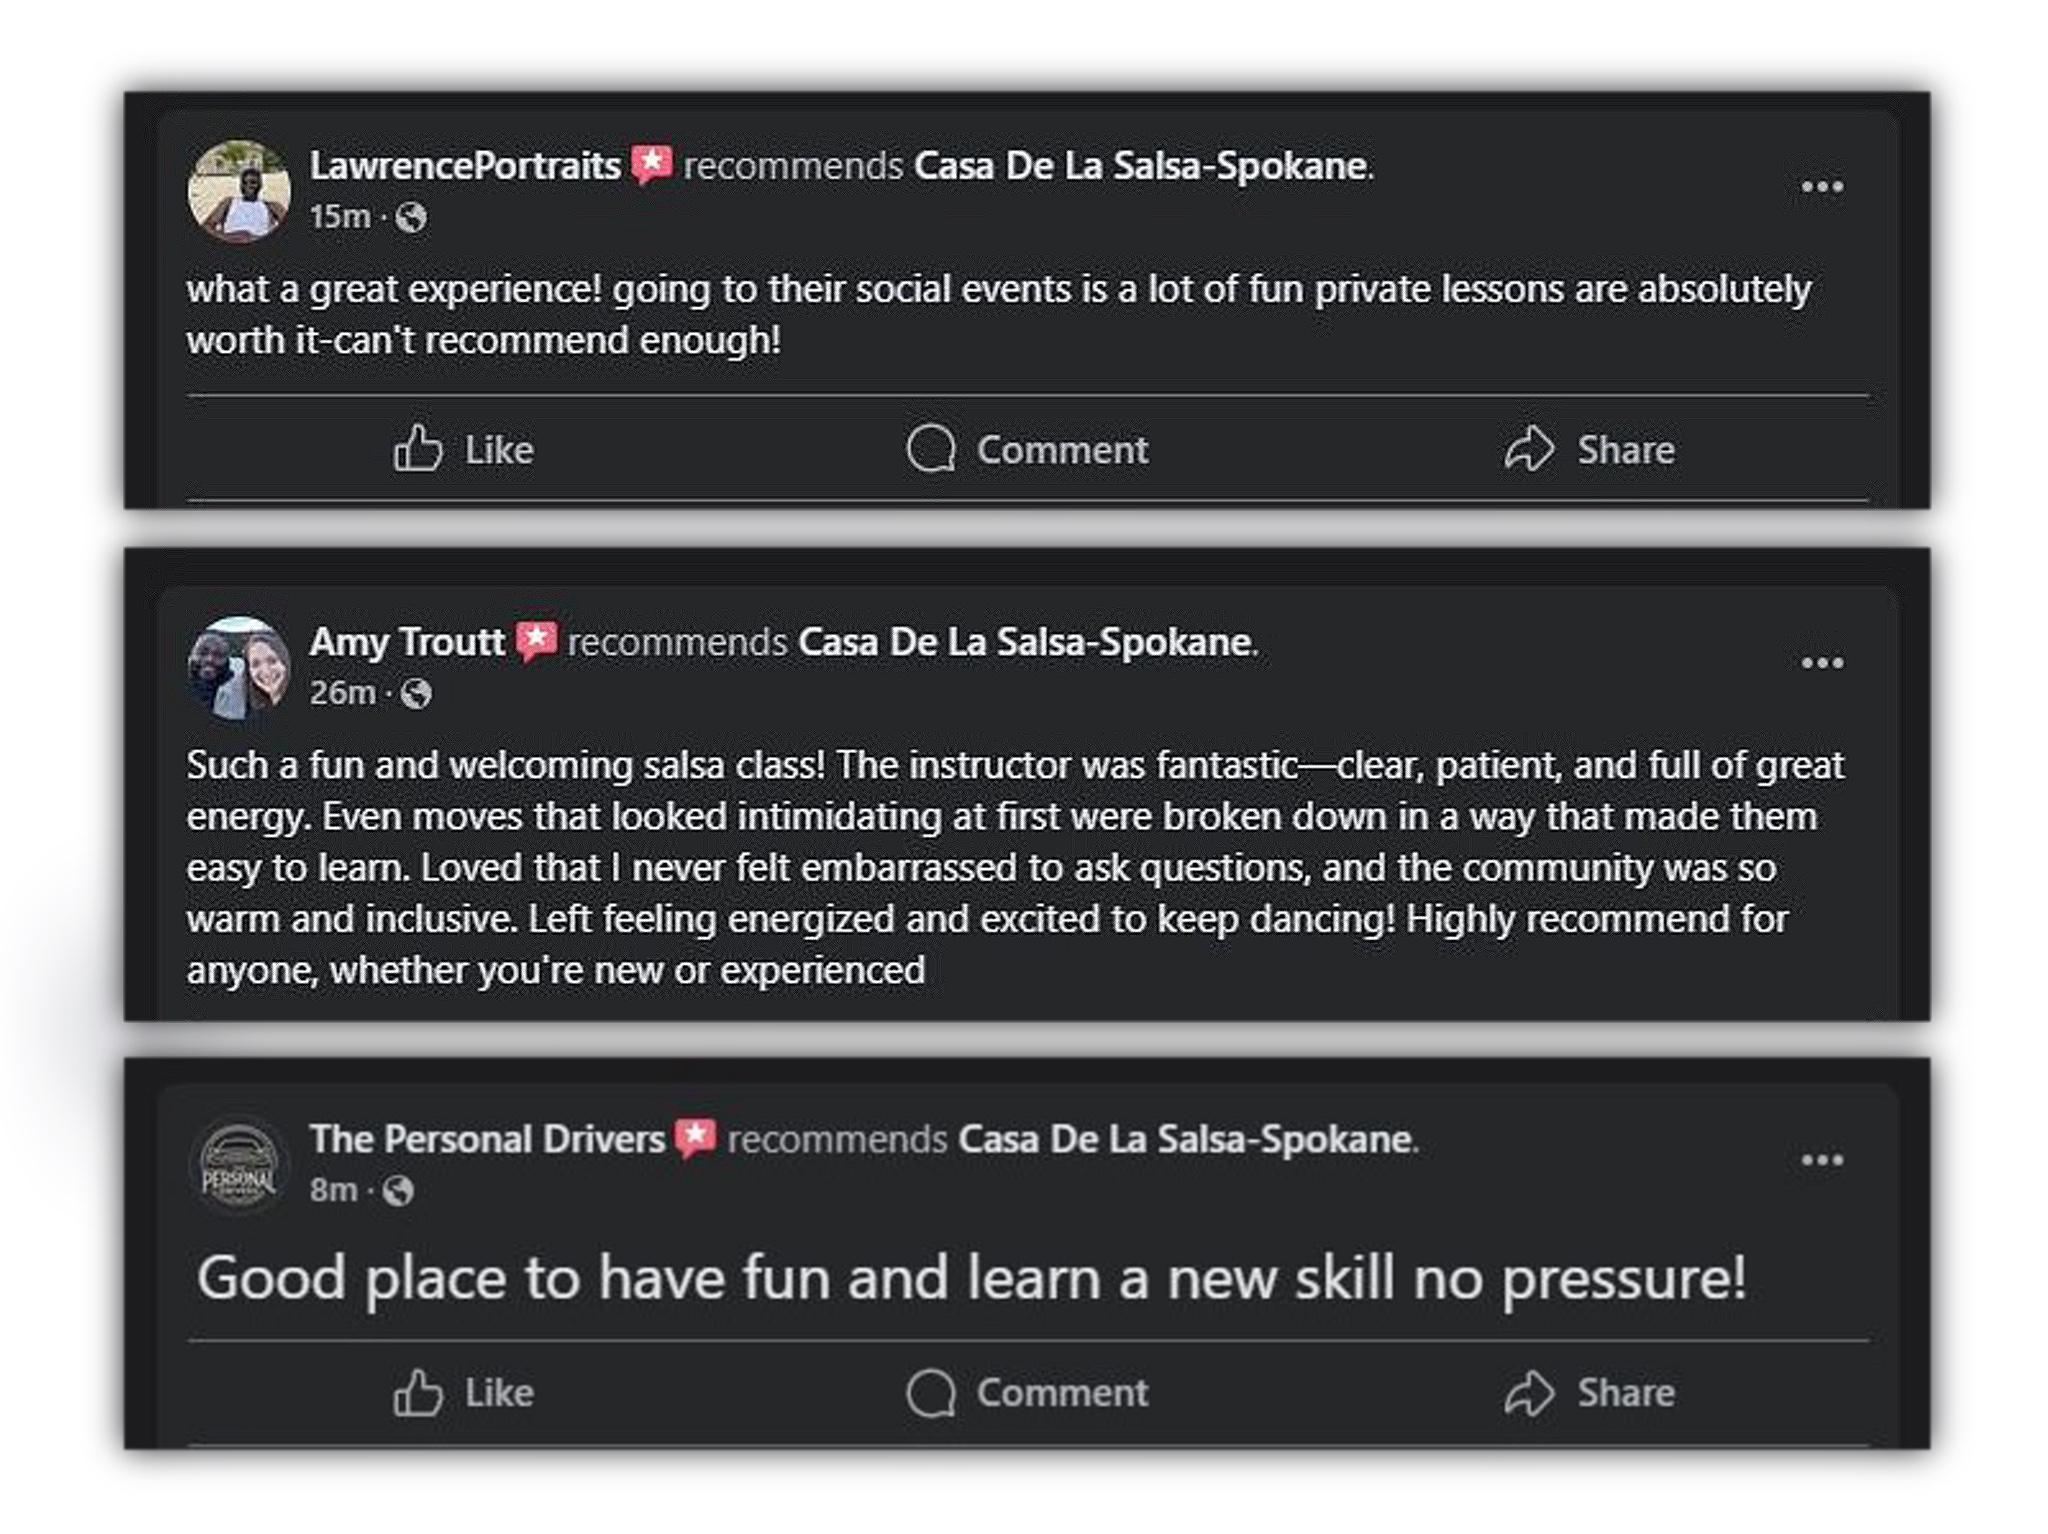 LawrencePortraits recommends Casa De La Salsa-Spokane.
15m ·
what a great experience! going to their social events is a lot of fun private lessons are absolutely
worth it-can't recommend enough!
Like Comment Share
Amy Troutt recommends Casa De La Salsa-Spokane.
26m ·
Such a fun and welcoming salsa class! The instructor was fantastic—clear, patient, and full of great
energy. Even moves that looked intimidating at first were broken down in a way that made them
easy to learn. Loved that I never felt embarrassed to ask questions, and the community was so
warm and inclusive. Left feeling energized and excited to keep dancing! Highly recommend for
anyone, whether you're new or experienced
The Personal Drivers recommends Casa De La Salsa-Spokane.
PERSONAL
8m ·
Good place to have fun and learn a new skill no pressure!
Like Comment Share